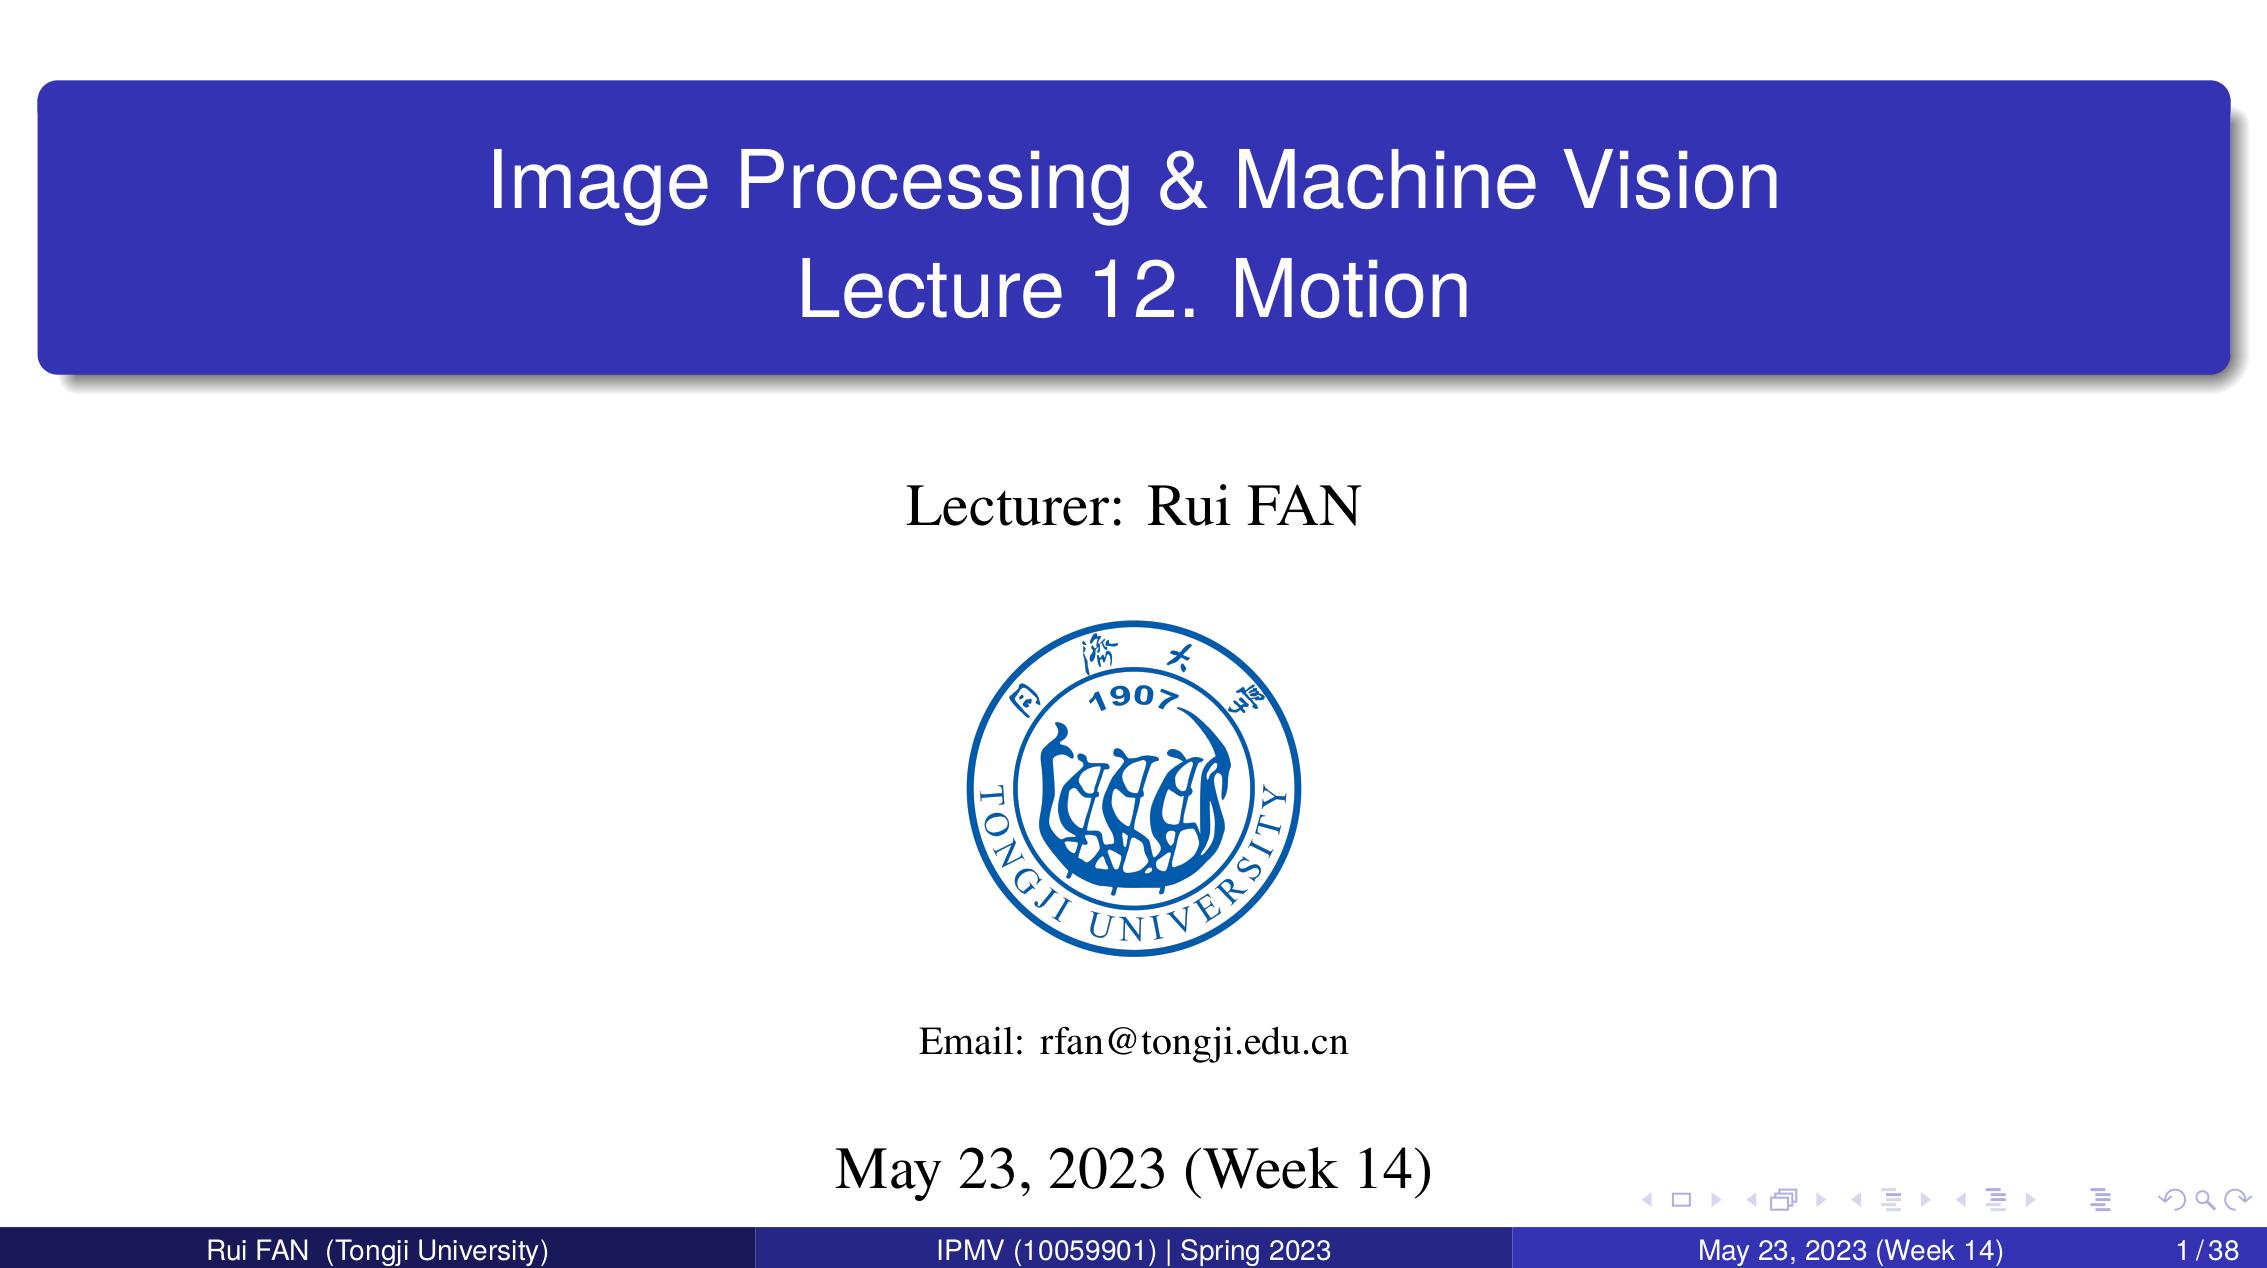 Image Processing & Machine Vision
Lecture 12. Motion
Lecturer: Rui FAN
同濟大學
1907
TONGJI UNIVERSITY
Email: rfan@tongji.edu.cn
May 23, 2023 (Week 14)
Rui FAN (Tongji University)
IPMV (10059901) | Spring 2023
May 23, 2023 (Week 14)
1 / 38